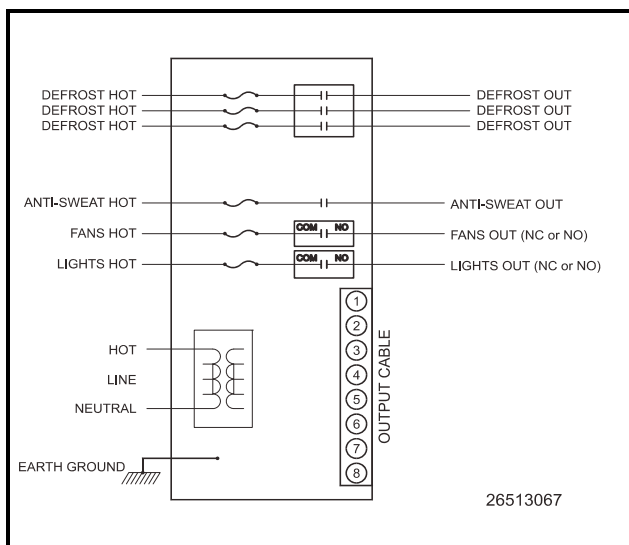 DEFROST HOT DEFROST OUT
DEFROST HOT DEFROST OUT
DEFROST HOT DEFROST OUT
ANTI-SWEAT HOT ANTI-SWEAT OUT
FANS HOT COM NO FANS OUT (NC or NO)
LIGHTS HOT COM NO LIGHTS OUT (NC or NO)
HOT
LINE
NEUTRAL
EARTH GROUND
1
2
3
4
5
6
7
8
OUTPUT CABLE
26513067